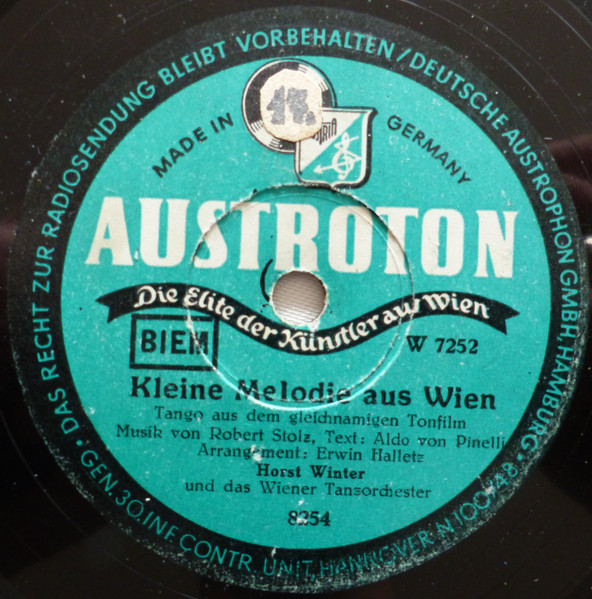 DAS RECHT ZUR RADIOSENDUNG BLEIBT VORBEHALTEN / DEUTSCHE AUSTROPHON GMBH, HAMBURG
GEN. 30. INF CONTR. UNIT, HANNOVER N 100/48
MADE IN GERMANY
17.
AUSTROTON
Die Elite der Künstler aus Wien
BIEM
W 7252
Kleine Melodie aus Wien
Tango aus dem gleichnamigen Tonfilm
Musik von Robert Stolz, Text: Aldo von Pinelli
Arrangement: Erwin Halletz
Horst Winter
und das Wiener Tanzorchester
8254